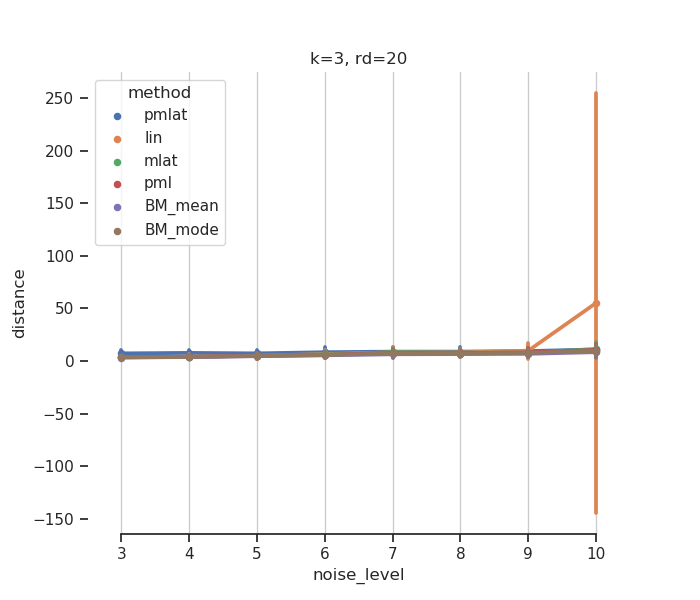 k=3, rd=20
method
pmlat
lin
mlat
pml
BM_mean
BM_mode
distance
250
200
150
100
50
0
−50
−100
−150
3 4 5 6 7 8 9 10
noise_level